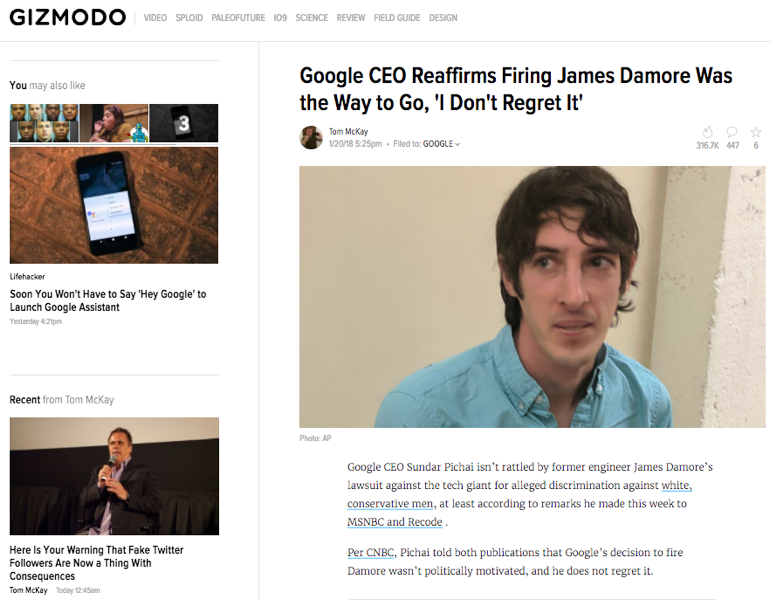 GIZMODO
VIDEO SPLOID PALEOFUTURE IO9 SCIENCE REVIEW FIELD GUIDE DESIGN
You may also like
3
Lifehacker
Soon You Won't Have to Say 'Hey Google' to
Launch Google Assistant
Yesterday 4:21pm
Recent from Tom McKay
Here Is Your Warning That Fake Twitter
Followers Are Now a Thing With
Consequences
Tom McKay Today 12:45am
Google CEO Reaffirms Firing James Damore Was
the Way to Go, 'I Don't Regret It'
Tom McKay
1/20/18 5:25pm • Filed to: GOOGLE
316.7K 447 6
Photo: AP
Google CEO Sundar Pichai isn’t rattled by former engineer James Damore’s
lawsuit against the tech giant for alleged discrimination against white,
conservative men, at least according to remarks he made this week to
MSNBC and Recode .
Per CNBC, Pichai told both publications that Google’s decision to fire
Damore wasn’t politically motivated, and he does not regret it.